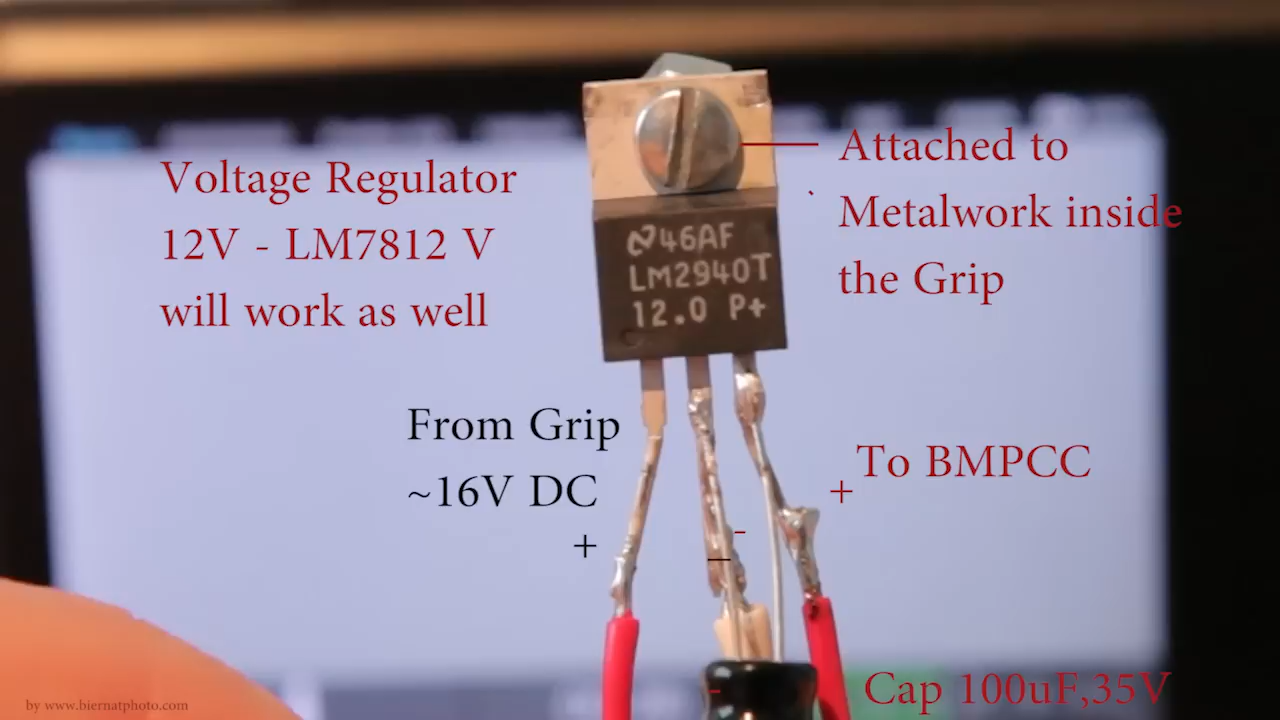 Voltage Regulator
12V - LM7812 V
will work as well
Attached to
Metalwork inside
the Grip
46AF
LM2940T
12.0 P+
From Grip
~16V DC
+
-
-
+
To BMPCC
-
Cap 100uF,35V
by www.biernatphoto.com